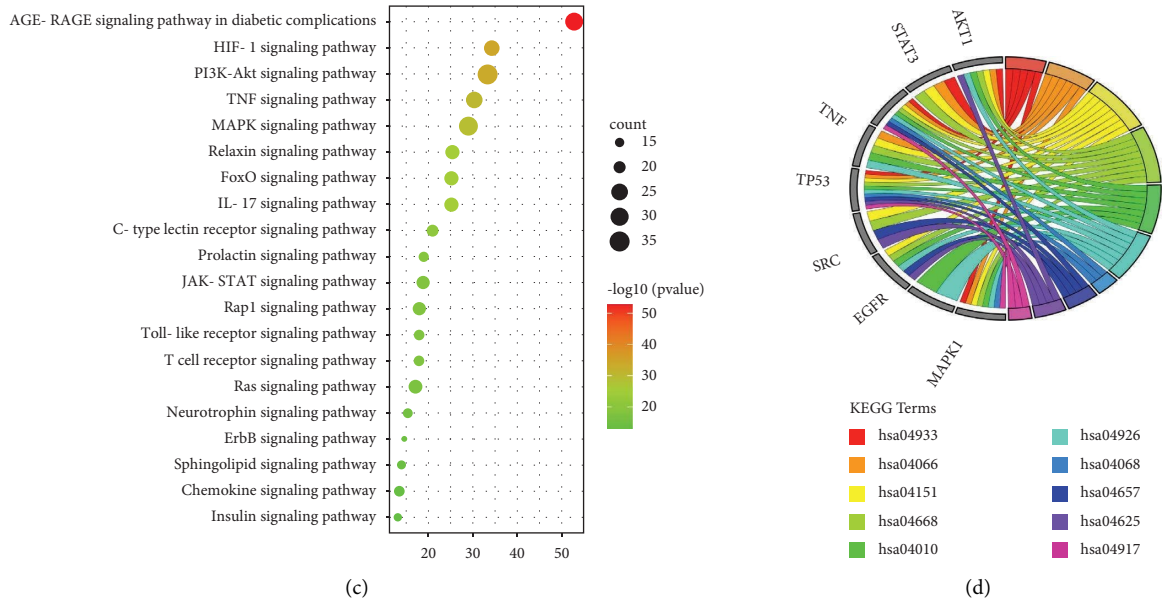 AGE- RAGE signaling pathway in diabetic complications
HIF- 1 signaling pathway
PI3K-Akt signaling pathway
TNF signaling pathway
MAPK signaling pathway
Relaxin signaling pathway
FoxO signaling pathway
IL- 17 signaling pathway
C- type lectin receptor signaling pathway
Prolactin signaling pathway
JAK- STAT signaling pathway
Rap1 signaling pathway
Toll- like receptor signaling pathway
T cell receptor signaling pathway
Ras signaling pathway
Neurotrophin signaling pathway
ErbB signaling pathway
Sphingolipid signaling pathway
Chemokine signaling pathway
Insulin signaling pathway
20 30 40 50
count
15
20
25
30
35
-log10 (pvalue)
50
40
30
20
(c)
AKT1
STAT3
TNF
TP53
SRC
EGFR
MAPK1
KEGG Terms
hsa04933
hsa04066
hsa04151
hsa04668
hsa04010
hsa04926
hsa04068
hsa04657
hsa04625
hsa04917
(d)